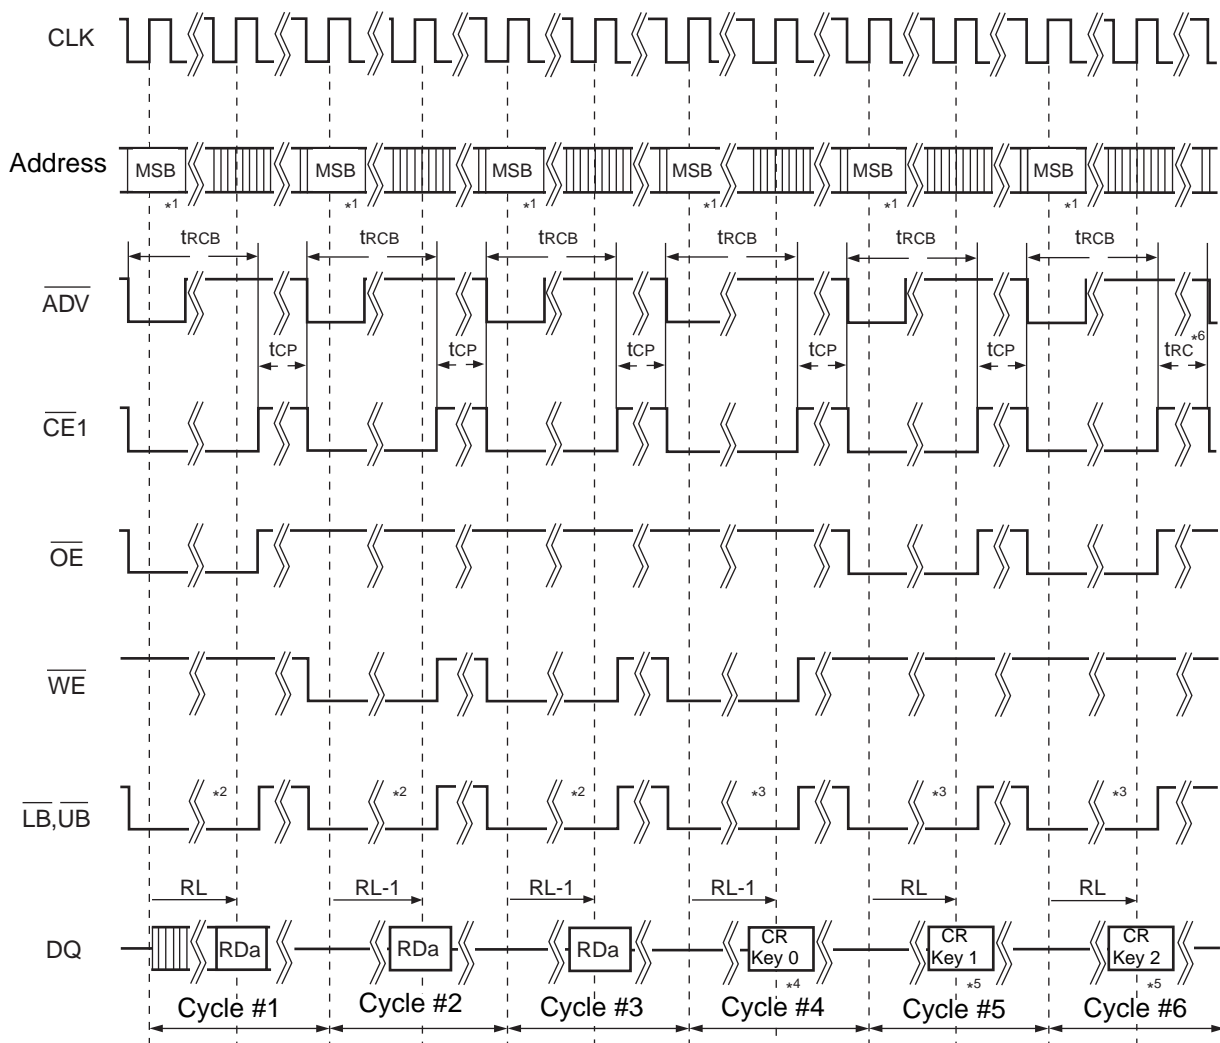 CLK
Address MSB MSB MSB MSB MSB MSB
*1 *1 *1 *1 *1 *1
tRCB tRCB tRCB tRCB tRCB tRCB
ADV
tCP tCP tCP tCP tCP tRC *6
CE1
OE
WE
LB,UB *2 *2 *2 *3 *3 *3
RL RL-1 RL-1 RL-1 RL RL
DQ RDa RDa RDa CR Key 0 CR Key 1 CR Key 2
*4 *5 *5
Cycle #1 Cycle #2 Cycle #3 Cycle #4 Cycle #5 Cycle #6